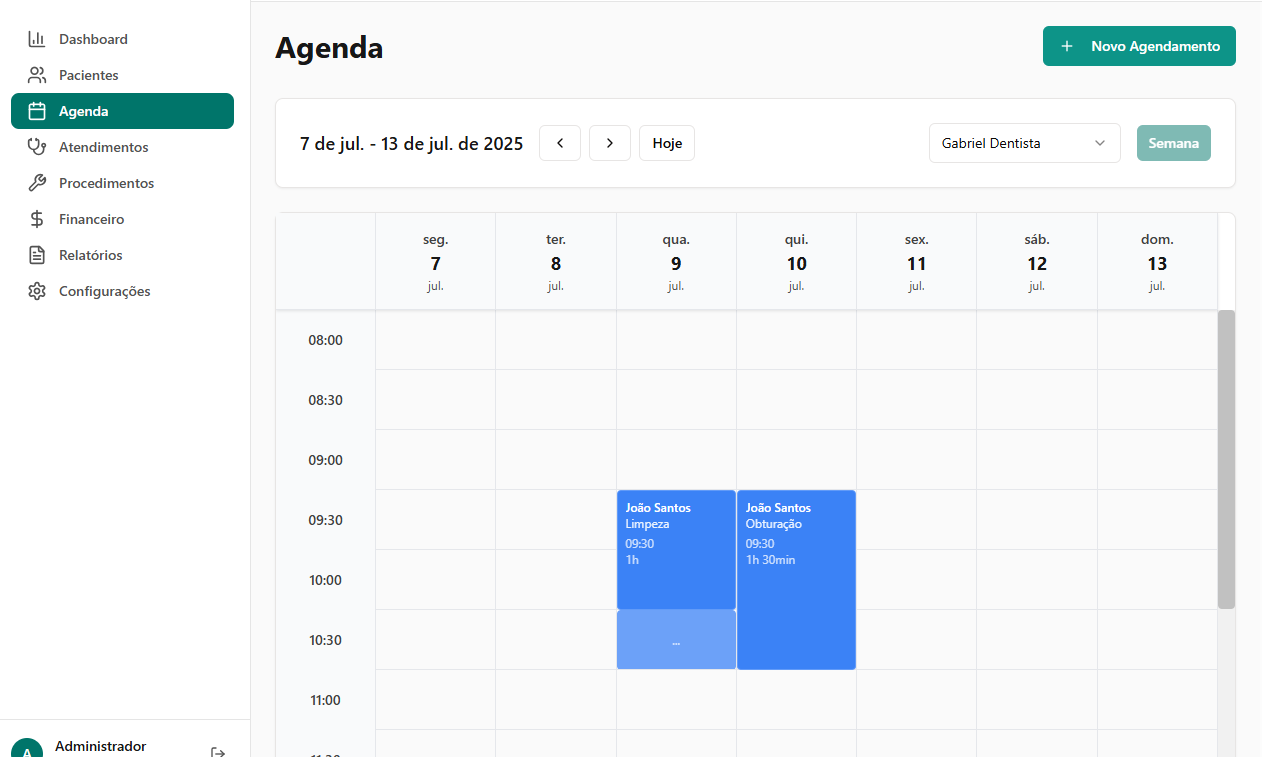 Dashboard
Pacientes
Agenda
Atendimentos
Procedimentos
Financeiro
Relatórios
Configurações
A
Administrador
Agenda
+ Novo Agendamento
7 de jul. - 13 de jul. de 2025
Hoje
Gabriel Dentista
Semana
seg.
7
jul.
ter.
8
jul.
qua.
9
jul.
qui.
10
jul.
sex.
11
jul.
sáb.
12
jul.
dom.
13
jul.
08:00
08:30
09:00
09:30
10:00
10:30
11:00
11:30
João Santos
Limpeza
09:30
1h
...
João Santos
Obturação
09:30
1h 30min